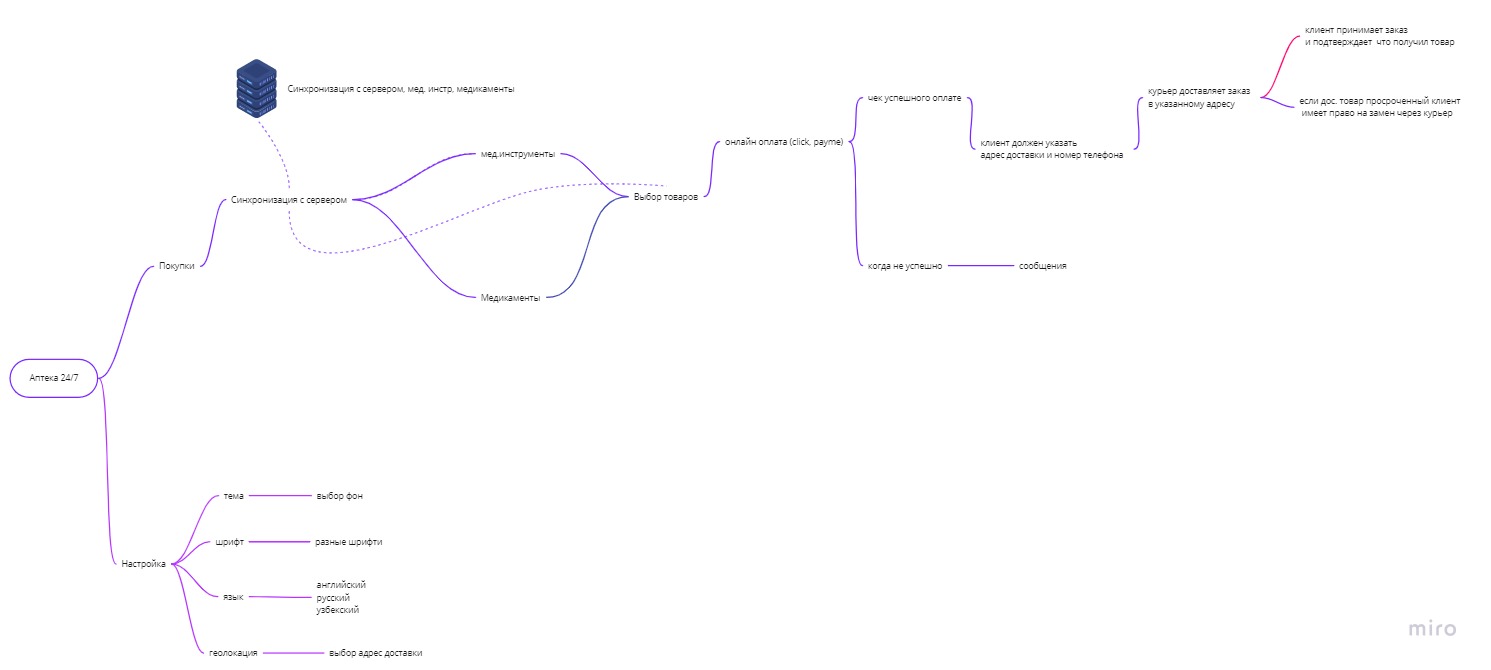 клиент принимает заказ
и подтверждает что получил товар
Синхронизация с сервером, мед. инстр, медикаменты
чек успешного оплате
курьер доставляет заказ
в указанному адресу
если дос. товар просроченный клиент
имеет право на замен через курьер
мед.инструменты
онлайн оплата (click, payme)
клиент должен указать
адрес доставки и номер телефона
Синхронизация с сервером
Выбор товаров
Покупки
Медикаменты
когда не успешно
сообщения
Аптека 24/7
тема
выбор фон
шрифт
разные шрифти
Настройка
язык
английский
русский
узбекский
геолокация
выбор адрес доставки
miro